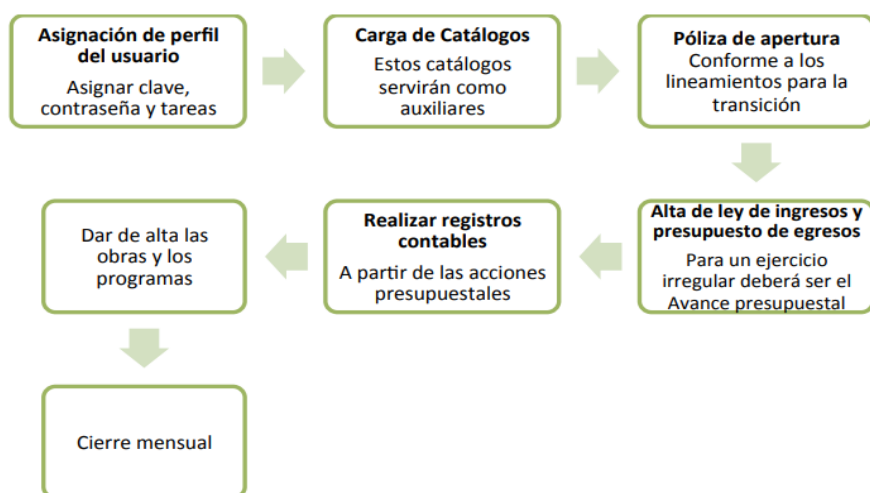 Asignación de perfil
del usuario
Asignar clave,
contraseña y tareas
Carga de Catálogos
Estos catálogos
servirán como
auxiliares
Póliza de apertura
Conforme a los
lineamientos para la
transición
Alta de ley de ingresos y
presupuesto de egresos
Para un ejercicio
irregular deberá ser el
Avance presupuestal
Realizar registros
contables
A partir de las acciones
presupuestales
Dar de alta las
obras y los
programas
Cierre mensual